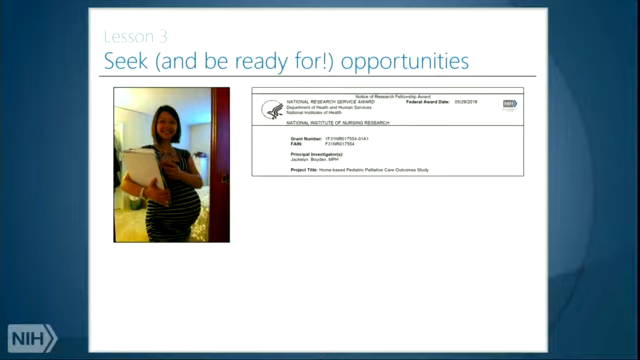 Lesson 3
Seek (and be ready for!) opportunities
Notice of Research Fellowship Award
NATIONAL RESEARCH SERVICE AWARD
Federal Award Date: 05/29/2018
Department of Health and Human Services
National Institutes of Health
NIH
NATIONAL INSTITUTE OF NURSING RESEARCH
Grant Number: 1F31NR017554-01A1
FAIN: F31NR017554
Principal Investigator(s):
Jackelyn Boyden, MPH
Project Title: Home-based Pediatric Palliative Care Outcomes Study
NIH